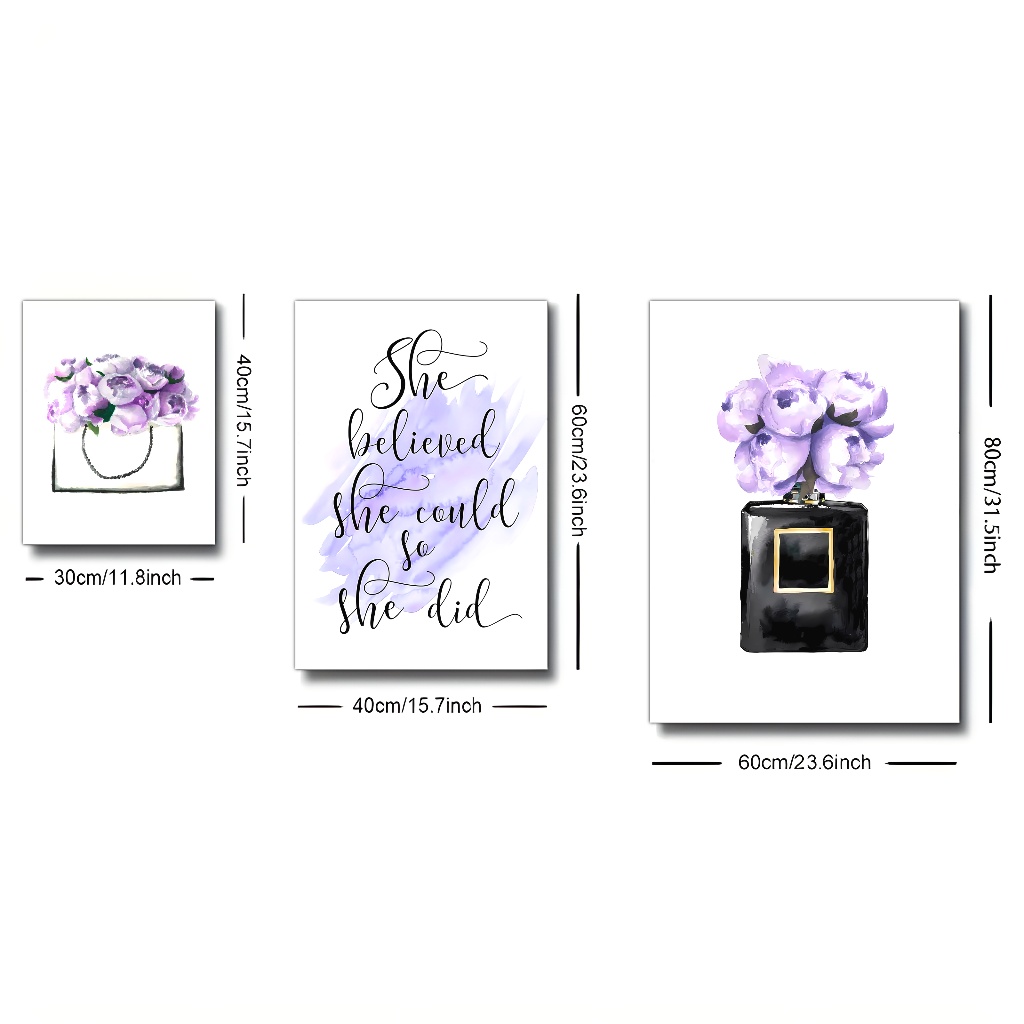 40cm/15.7inch
30cm/11.8inch
She
believed
she could
so
she did
60cm/23.6inch
40cm/15.7inch
80cm/31.5inch
60cm/23.6inch